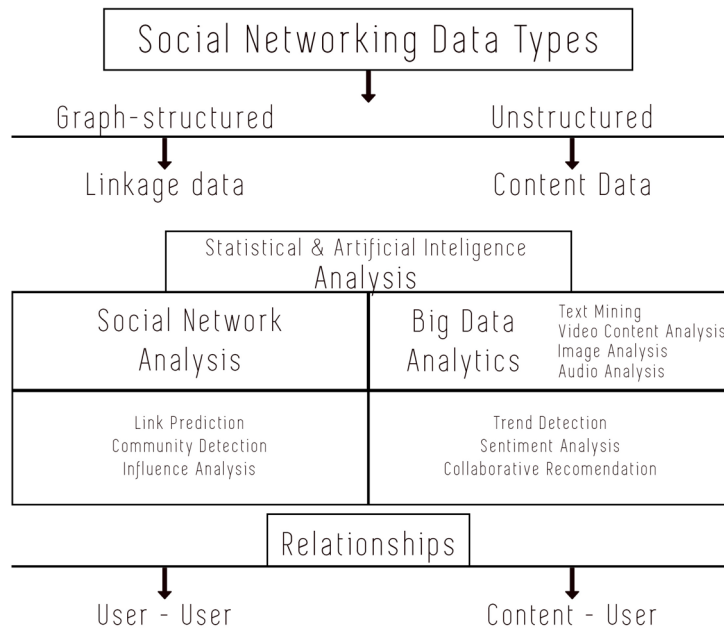 Social Networking Data Types
Graph-structured
Unstructured
Linkage data
Content Data
Statistical & Artificial Inteligence
Analysis
Social Network
Analysis
Big Data
Analytics
Text Mining
Video Content Analysis
Image Analysis
Audio Analysis
Link Prediction
Community Detection
Influence Analysis
Trend Detection
Sentiment Analysis
Collaborative Recomendation
Relationships
User - User
Content - User